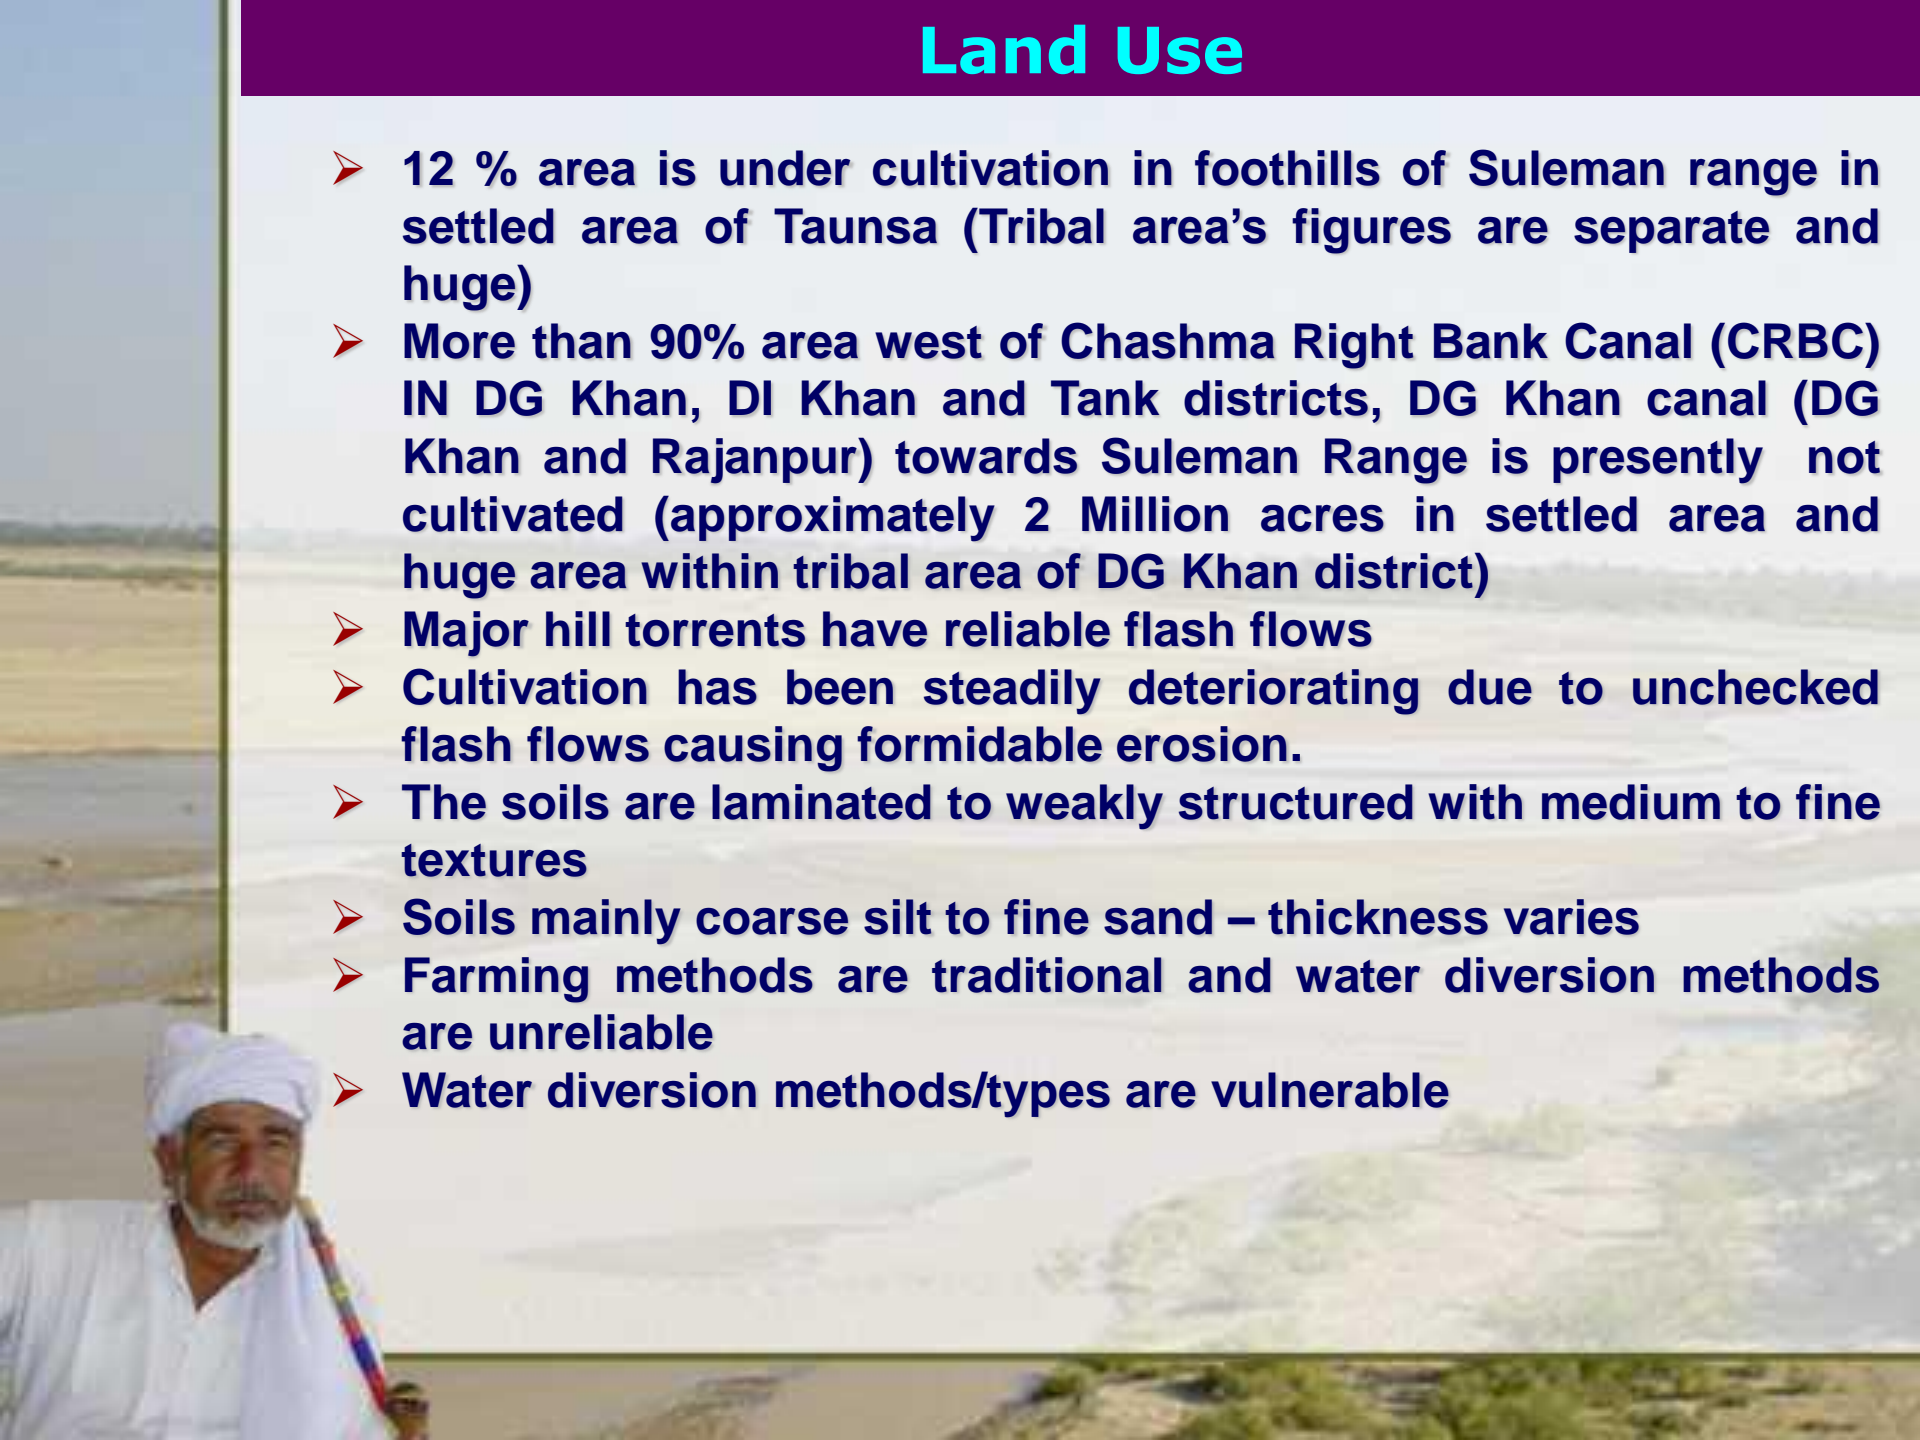 Land Use
➢ 12 % area is under cultivation in foothills of Suleman range in
settled area of Taunsa (Tribal area’s figures are separate and
huge)
➢ More than 90% area west of Chashma Right Bank Canal (CRBC)
IN DG Khan, DI Khan and Tank districts, DG Khan canal (DG
Khan and Rajanpur) towards Suleman Range is presently not
cultivated (approximately 2 Million acres in settled area and
huge area within tribal area of DG Khan district)
➢ Major hill torrents have reliable flash flows
➢ Cultivation has been steadily deteriorating due to unchecked
flash flows causing formidable erosion.
➢ The soils are laminated to weakly structured with medium to fine
textures
➢ Soils mainly coarse silt to fine sand – thickness varies
➢ Farming methods are traditional and water diversion methods
are unreliable
➢ Water diversion methods/types are vulnerable